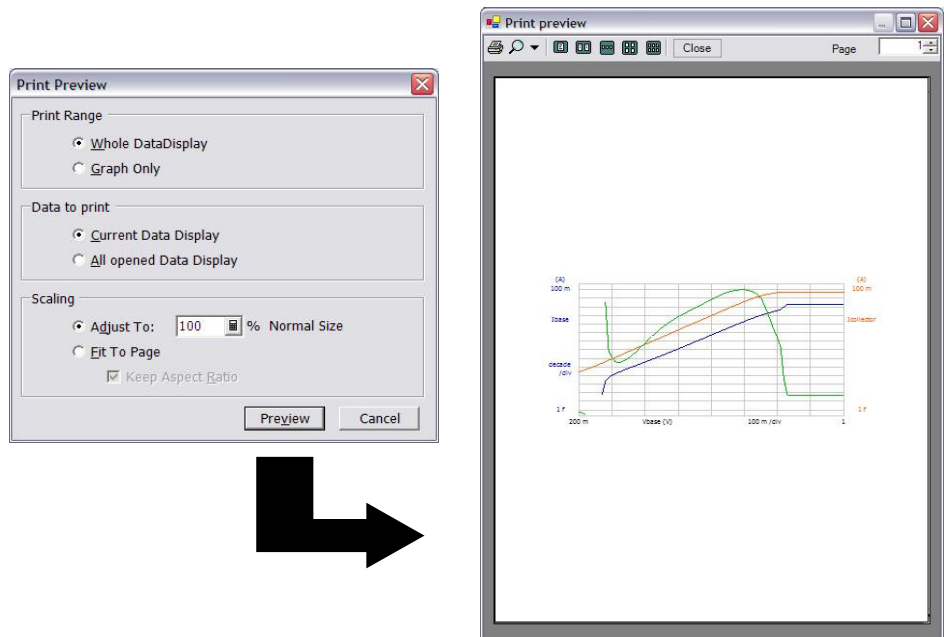 Print Preview
Print Range
Whole DataDisplay
Graph Only
Data to print
Current Data Display
All opened Data Display
Scaling
Adjust To: 100 % Normal Size
Fit To Page
Keep Aspect Ratio
Preview Cancel
Print preview
Close Page 1
(A) (A)
100 m 100 m
Ibase Icollector
decade
/div
1 f 1 f
200 m Vbase (V) 100 m /div 1